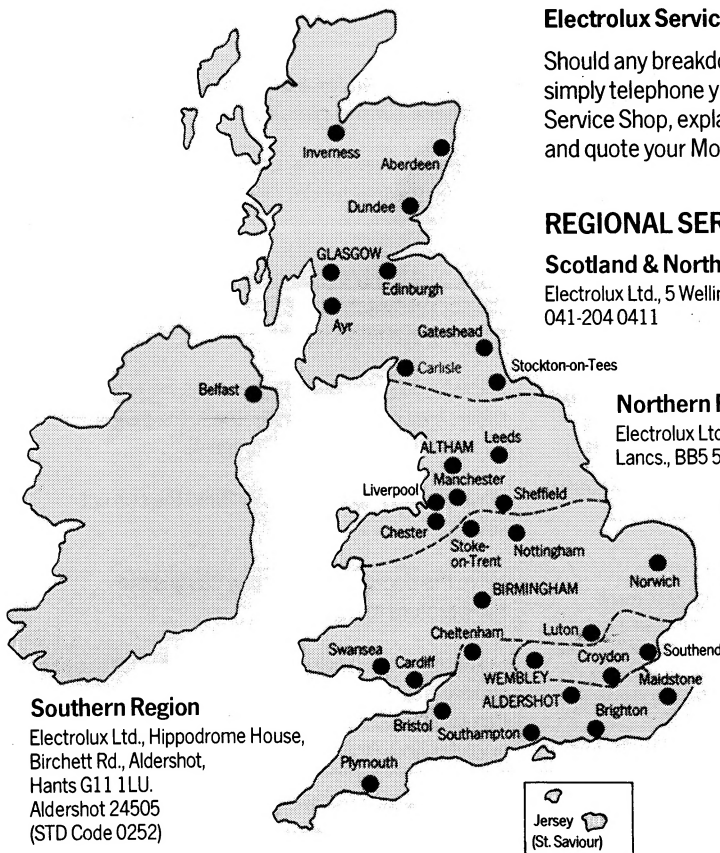 Electrolux Servic
Should any breakd
simply telephone y
Service Shop, expla
and quote your Mo
REGIONAL SER
Scotland & North
Electrolux Ltd., 5 Wellin
041-204 0411
Northern
Electrolux Ltd
Lancs., BB5 5
Inverness
Aberdeen
Dundee
GLASGOW
Edinburgh
Ayr
Gateshead
Carlisle
Stockton-on-Tees
Belfast
ALTHAM
Leeds
Manchester
Liverpool
Sheffield
Chester
Stoke-
on-Trent
Nottingham
Norwich
BIRMINGHAM
Cheltenham
Luton
Swansea
Cardiff
WEMBLEY
Croydon
Southend
Maidstone
ALDERSHOT
Bristol
Southampton
Brighton
Plymouth
Southern Region
Electrolux Ltd., Hippodrome House,
Birchett Rd., Aldershot,
Hants G11 1LU.
Aldershot 24505
(STD Code 0252)
Jersey
(St. Saviour)